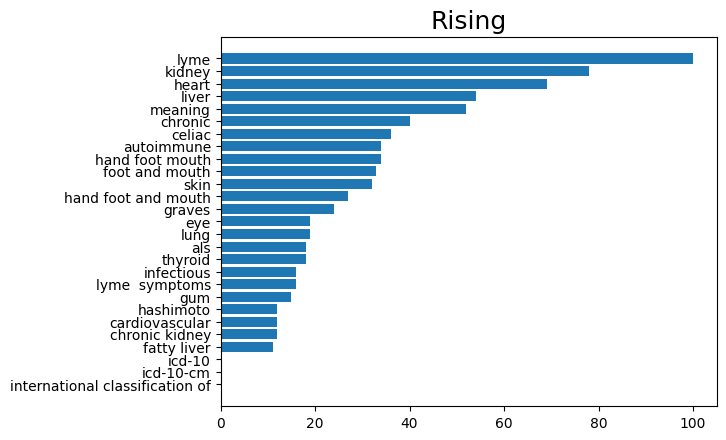 Rising
lyme
kidney
heart
liver
meaning
chronic
celiac
autoimmune
hand foot mouth
foot and mouth
skin
hand foot and mouth
graves
eye
lung
als
thyroid
infectious
lyme  symptoms
gum
hashimoto
cardiovascular
chronic kidney
fatty liver
icd-10
icd-10-cm
international classification of
0 20 40 60 80 100